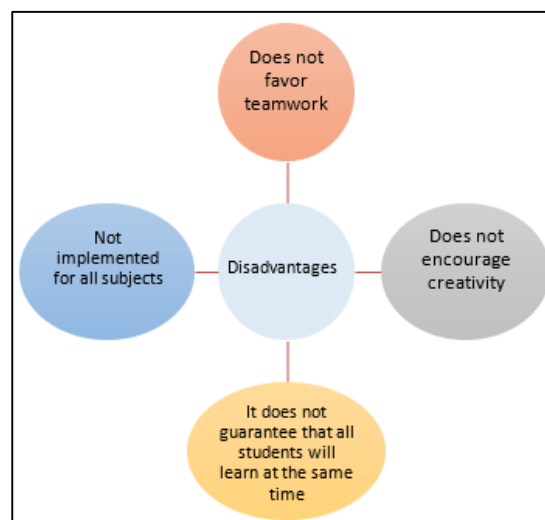 Does not
favor
teamwork
Not
implemented
for all subjects
Disadvantages
Does not
encourage
creativity
It does not
guarantee that all
students will
learn at the same
time